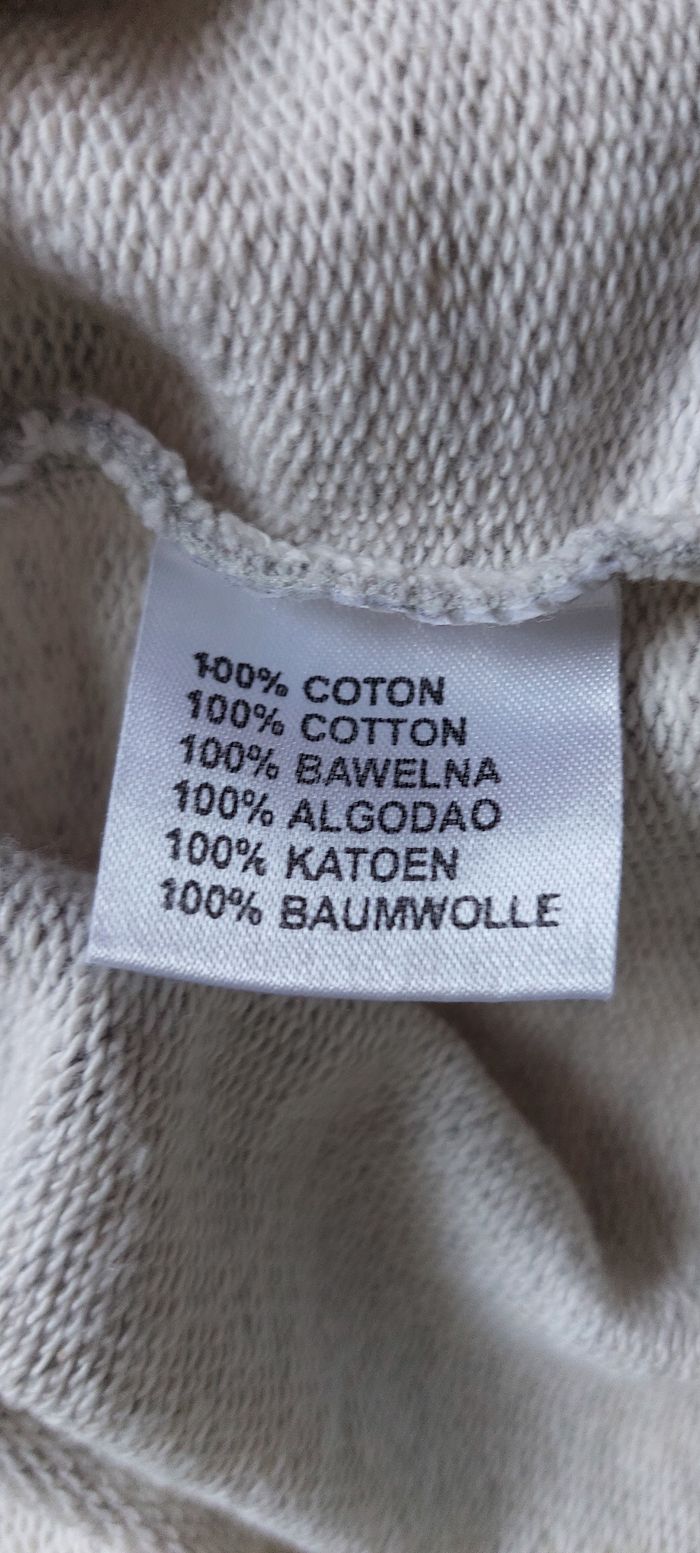 100% COTON
100% COTTON
100% BAWELNA
100% ALGODAO
100% KATOEN
100% BAUMWOLLE